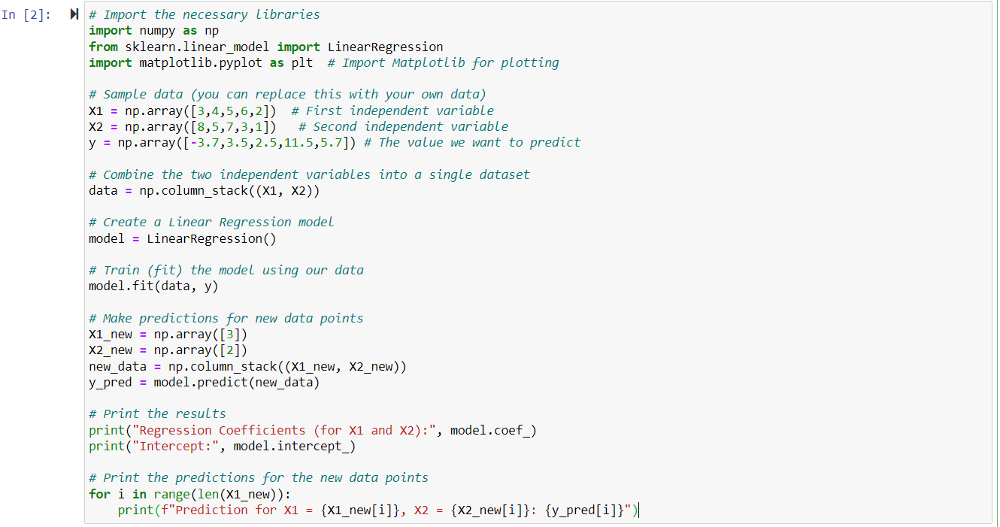 In [2]:
# Import the necessary libraries
import numpy as np
from sklearn.linear_model import LinearRegression
import matplotlib.pyplot as plt  # Import Matplotlib for plotting
# Sample data (you can replace this with your own data)
X1 = np.array([3,4,5,6,2])  # First independent variable
X2 = np.array([8,5,7,3,1])   # Second independent variable
y = np.array([-3.7,3.5,2.5,11.5,5.7]) # The value we want to predict
# Combine the two independent variables into a single dataset
data = np.column_stack((X1, X2))
# Create a Linear Regression model
model = LinearRegression()
# Train (fit) the model using our data
model.fit(data, y)
# Make predictions for new data points
X1_new = np.array([3])
X2_new = np.array([2])
new_data = np.column_stack((X1_new, X2_new))
y_pred = model.predict(new_data)
# Print the results
print("Regression Coefficients (for X1 and X2):", model.coef_)
print("Intercept:", model.intercept_)
# Print the predictions for the new data points
for i in range(len(X1_new)):
    print(f"Prediction for X1 = {X1_new[i]}, X2 = {X2_new[i]}: {y_pred[i]}")